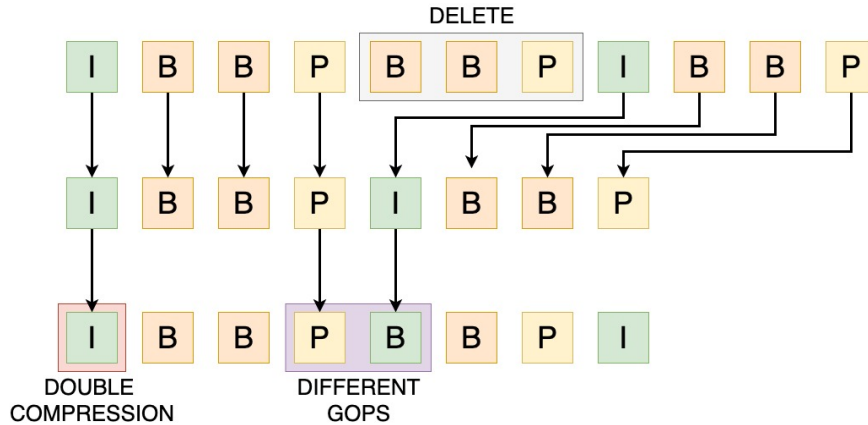 DELETE
I B B P B B P I B B P
I B B P I B B P
I B B P B B P I
DOUBLE
COMPRESSION
DIFFERENT
GOPS